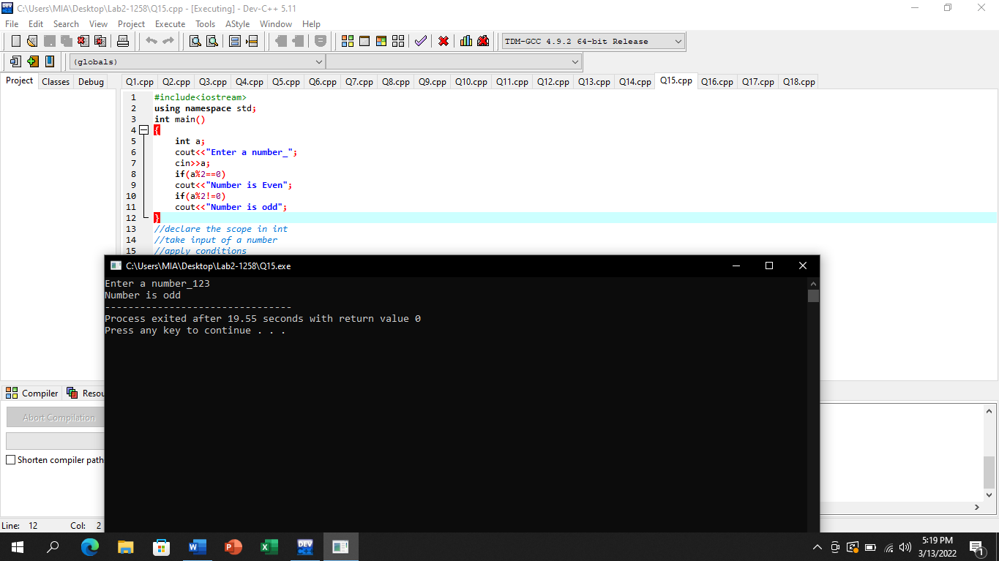 C:\Users\MIA\Desktop\Lab2-1258\Q15.cpp - [Executing] - Dev-C++ 5.11
File Edit Search View Project Execute Tools AStyle Window Help
TDM-GCC 4.9.2 64-bit Release
(globals)
Project Classes Debug
Q1.cpp Q2.cpp Q3.cpp Q4.cpp Q5.cpp Q6.cpp Q7.cpp Q8.cpp Q9.cpp Q10.cpp Q11.cpp Q12.cpp Q13.cpp Q14.cpp Q15.cpp Q16.cpp Q17.cpp Q18.cpp
1 #include<iostream>
2 using namespace std;
3 int main()
4 {
5 int a;
6 cout<<"Enter a number_";
7 cin>>a;
8 if(a%2==0)
9 cout<<"Number is Even";
10 if(a%2!=0)
11 cout<<"Number is odd";
12 }
13 //declare the scope in int
14 //take input of a number
15 //apply conditions
C:\Users\MIA\Desktop\Lab2-1258\Q15.exe
Enter a number_123
Number is odd
--------------------------------
Process exited after 19.55 seconds with return value 0
Press any key to continue . . .
Compiler Resou
Abort Compilation
Shorten compiler path
Line: 12 Col: 2
DEV C++
5:19 PM
3/13/2022
1